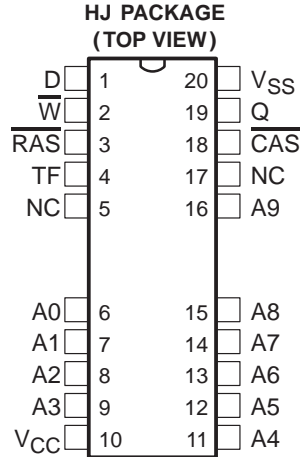 HJ PACKAGE
(TOP VIEW)
D 1 20 VSS
W 2 19 Q
RAS 3 18 CAS
TF 4 17 NC
NC 5 16 A9
A0 6 15 A8
A1 7 14 A7
A2 8 13 A6
A3 9 12 A5
VCC 10 11 A4